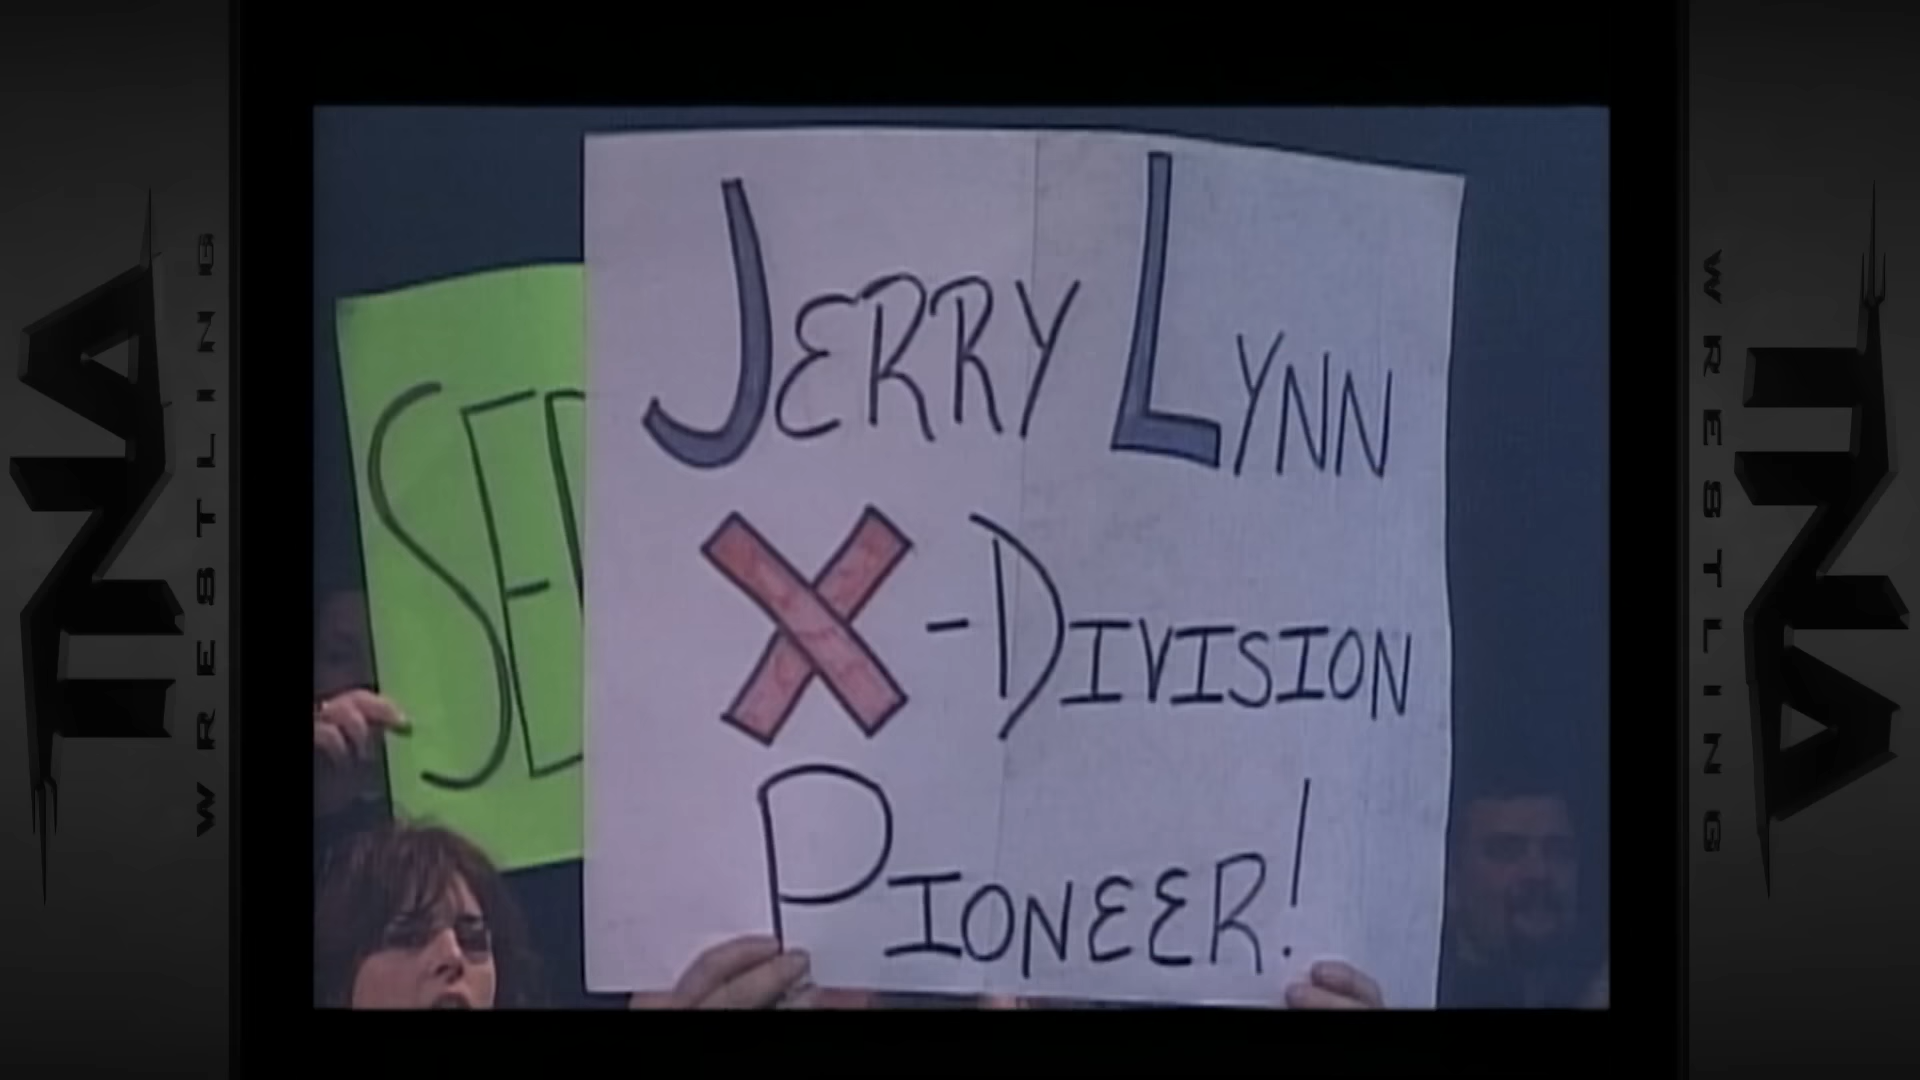 TNA
WRESTLING
JERRY LYNN
X-DIVISION
PIONEER!
TNA
WRESTLING